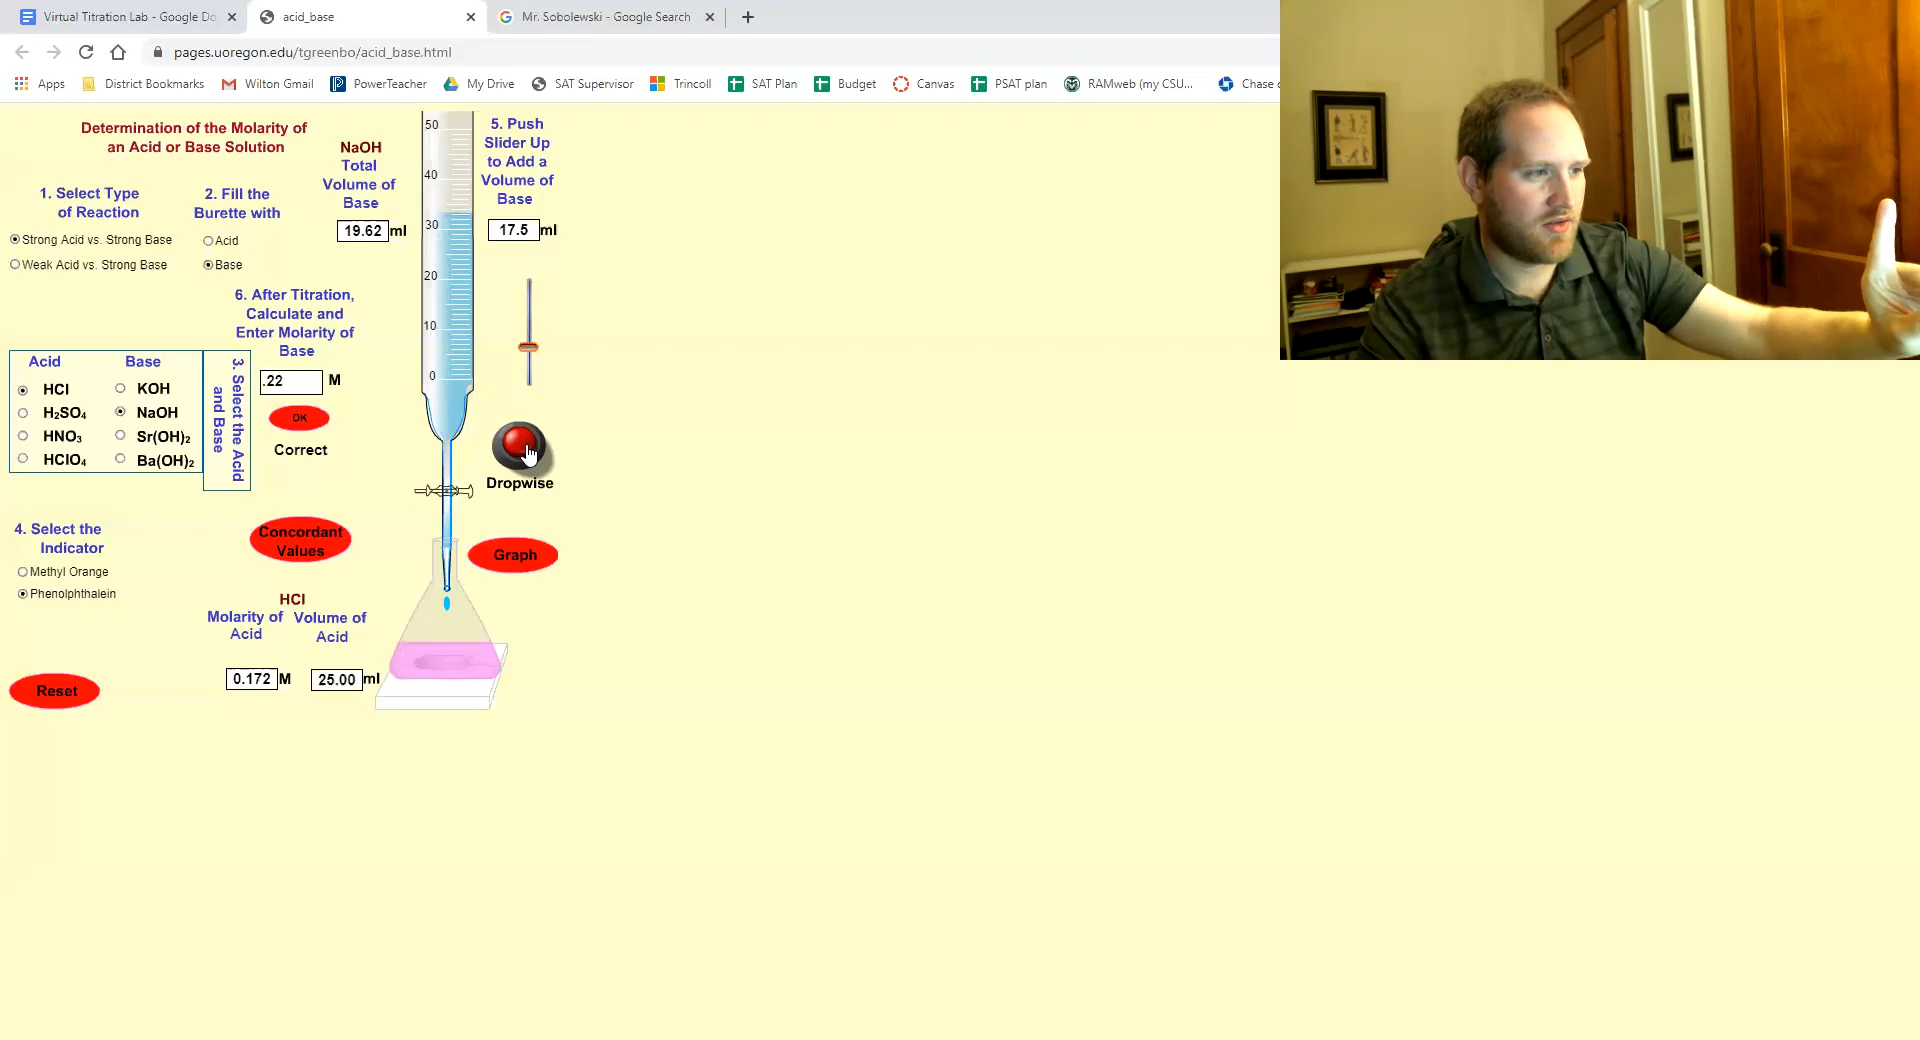 Virtual Titration Lab - Google Do
acid_base
Mr. Sobolewski - Google Search
pages.uoregon.edu/tgreenbo/acid_base.html
Apps
District Bookmarks
Wilton Gmail
PowerTeacher
My Drive
SAT Supervisor
Trincoll
SAT Plan
Budget
Canvas
PSAT plan
RAMweb (my CSU...
Chase
Determination of the Molarity of
an Acid or Base Solution
1. Select Type
of Reaction
Strong Acid vs. Strong Base
Weak Acid vs. Strong Base
2. Fill the
Burette with
Acid
Base
NaOH
Total
Volume of
Base
19.62 ml
50
40
30
20
10
0
5. Push
Slider Up
to Add a
Volume of
Base
17.5 ml
6. After Titration,
Calculate and
Enter Molarity of
Base
.22 M
OK
Correct
Acid Base
HCl KOH
H₂SO₄ NaOH
HNO₃ Sr(OH)₂
HClO₄ Ba(OH)₂
3. Select the Acid
and Base
Dropwise
4. Select the
Indicator
Methyl Orange
Phenolphthalein
Concordant
Values
Graph
HCl
Molarity of
Acid
Volume of
Acid
0.172 M
25.00 ml
Reset